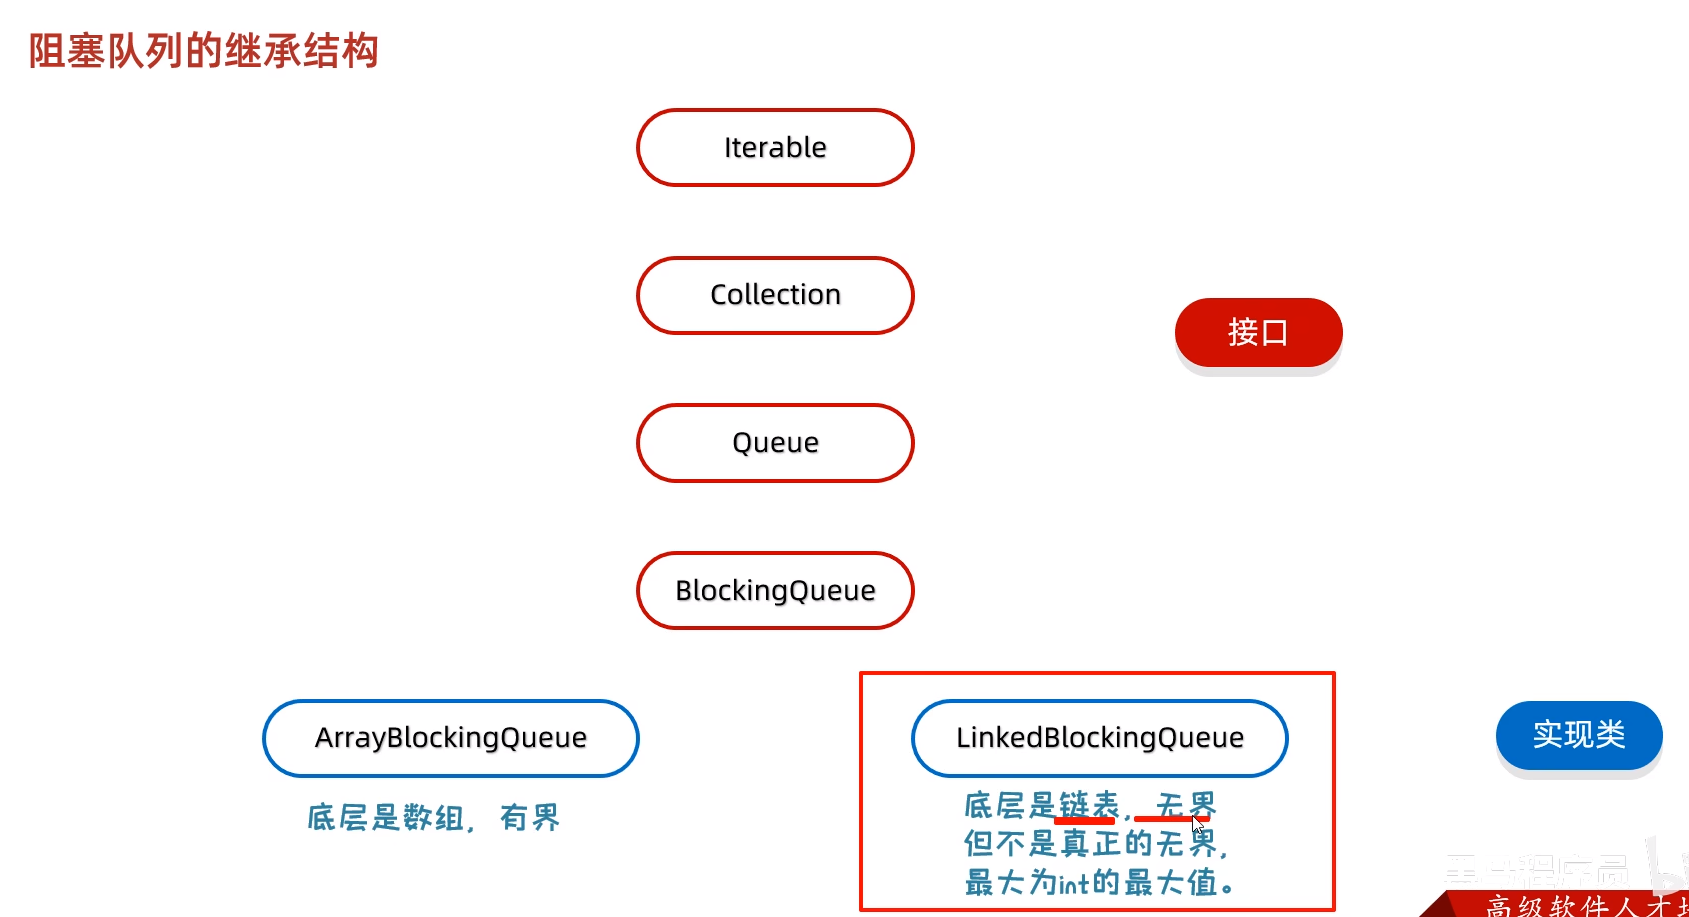 阻塞队列的继承结构
Iterable
Collection
接口
Queue
BlockingQueue
ArrayBlockingQueue
LinkedBlockingQueue
实现类
底层是数组，有界
底层是链表，无界
但不是真正的无界，
最大为int的最大值。
程序员
高级软件人才